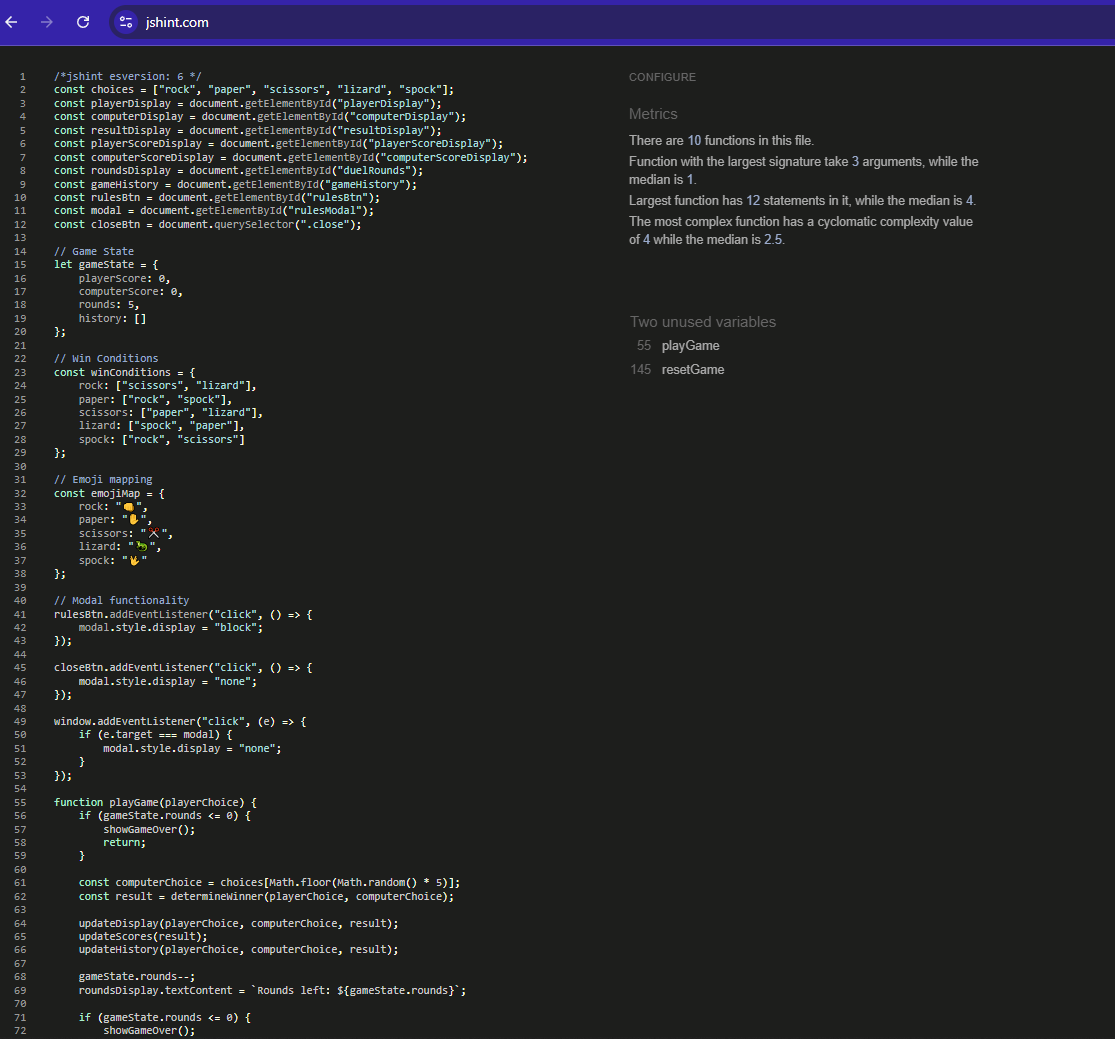 jshint.com
1 /*jshint esversion: 6 */
2 const choices = ["rock", "paper", "scissors", "lizard", "spock"];
3 const playerDisplay = document.getElementById("playerDisplay");
4 const computerDisplay = document.getElementById("computerDisplay");
5 const resultDisplay = document.getElementById("resultDisplay");
6 const playerScoreDisplay = document.getElementById("playerScoreDisplay");
7 const computerScoreDisplay = document.getElementById("computerScoreDisplay");
8 const roundsDisplay = document.getElementById("duelRounds");
9 const gameHistory = document.getElementById("gameHistory");
10 const rulesBtn = document.getElementById("rulesBtn");
11 const modal = document.getElementById("rulesModal");
12 const closeBtn = document.querySelector(".close");
13
14 // Game State
15 let gameState = {
16 playerScore: 0,
17 computerScore: 0,
18 rounds: 5,
19 history: []
20 };
21
22 // Win Conditions
23 const winConditions = {
24 rock: ["scissors", "lizard"],
25 paper: ["rock", "spock"],
26 scissors: ["paper", "lizard"],
27 lizard: ["spock", "paper"],
28 spock: ["rock", "scissors"]
29 };
30
31 // Emoji mapping
32 const emojiMap = {
33 rock: "👊",
34 paper: "✋",
35 scissors: "✂️",
36 lizard: "🦎",
37 spock: "🖖"
38 };
39
40 // Modal functionality
41 rulesBtn.addEventListener("click", () => {
42 modal.style.display = "block";
43 });
44
45 closeBtn.addEventListener("click", () => {
46 modal.style.display = "none";
47 });
48
49 window.addEventListener("click", (e) => {
50 if (e.target === modal) {
51 modal.style.display = "none";
52 }
53 });
54
55 function playGame(playerChoice) {
56 if (gameState.rounds <= 0) {
57 showGameOver();
58 return;
59 }
60
61 const computerChoice = choices[Math.floor(Math.random() * 5)];
62 const result = determineWinner(playerChoice, computerChoice);
63
64 updateDisplay(playerChoice, computerChoice, result);
65 updateScores(result);
66 updateHistory(playerChoice, computerChoice, result);
67
68 gameState.rounds--;
69 roundsDisplay.textContent = `Rounds left: ${gameState.rounds}`;
70
71 if (gameState.rounds <= 0) {
72 showGameOver();
CONFIGURE
Metrics
There are 10 functions in this file.
Function with the largest signature take 3 arguments, while the
median is 1.
Largest function has 12 statements in it, while the median is 4.
The most complex function has a cyclomatic complexity value
of 4 while the median is 2.5.
Two unused variables
55 playGame
145 resetGame